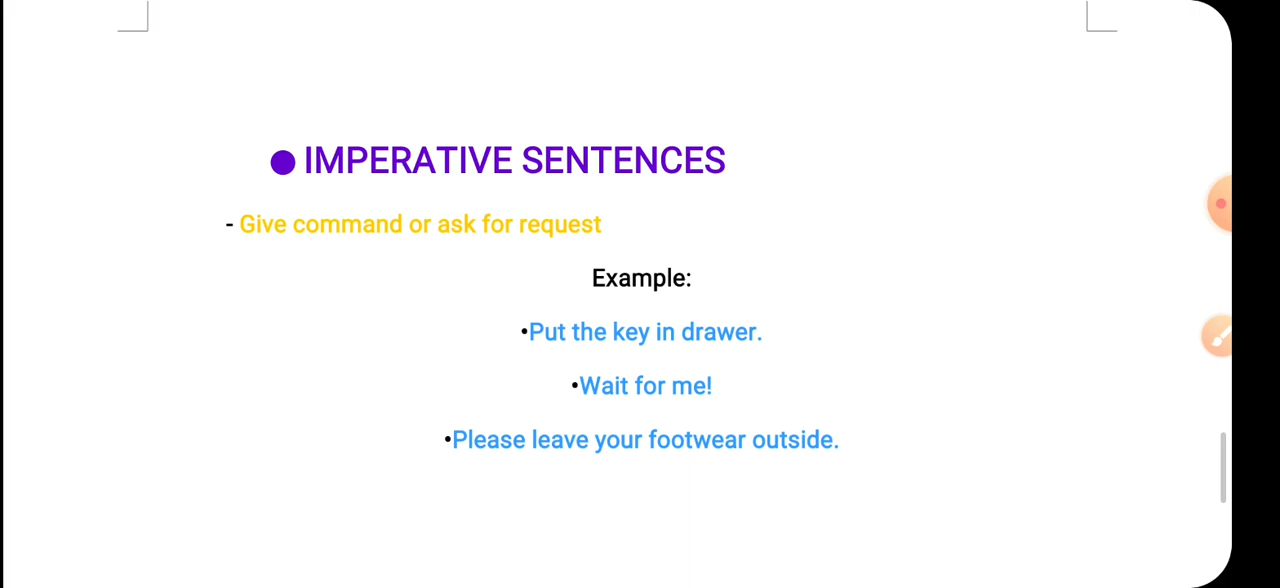 ● IMPERATIVE SENTENCES
- Give command or ask for request
Example:
•Put the key in drawer.
•Wait for me!
•Please leave your footwear outside.